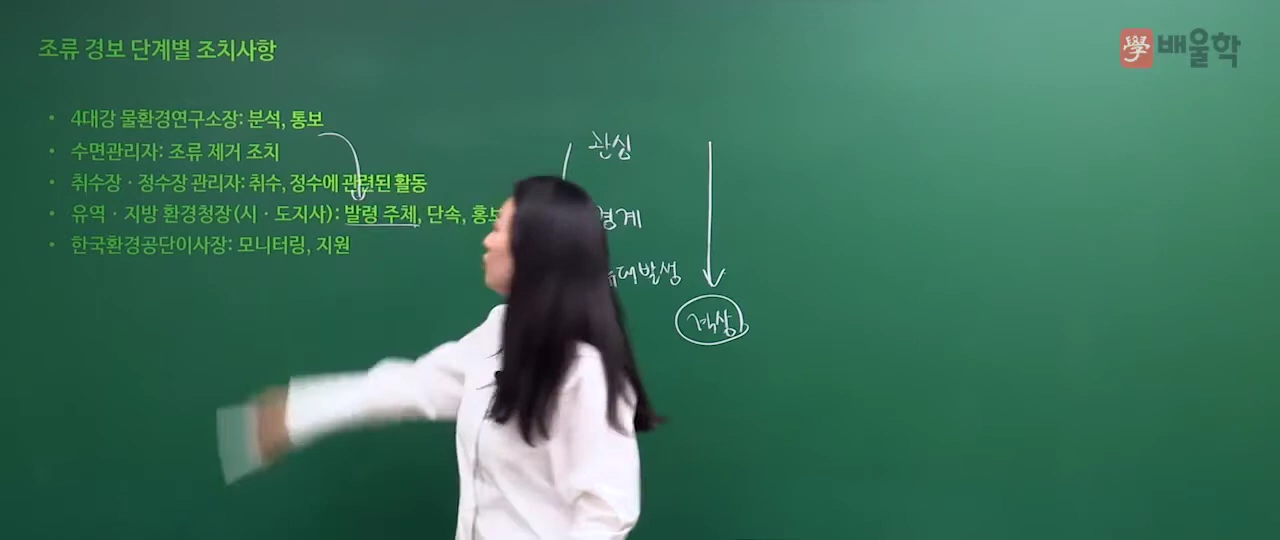 조류 경보 단계별 조치사항
學 배울학
• 4대강 물환경연구소장: 분석, 통보
• 수면관리자: 조류 제거 조치
• 취수장 · 정수장 관리자: 취수, 정수에 관련된 활동
• 유역 · 지방 환경청장(시 · 도지사): 발령 주체, 단속, 홍보
• 한국환경공단이사장: 모니터링, 지원
관심
경계
대발생
격상